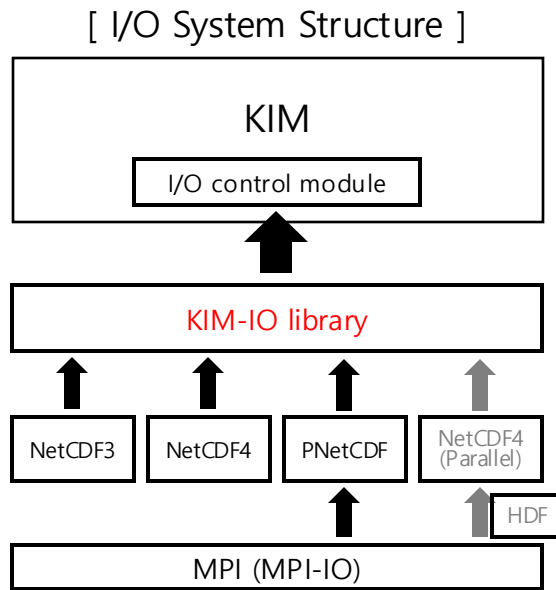 [ I/O System Structure ]
KIM
I/O control module
KIM-IO library
NetCDF3
NetCDF4
PNetCDF
NetCDF4
(Parallel)
HDF
MPI (MPI-IO)